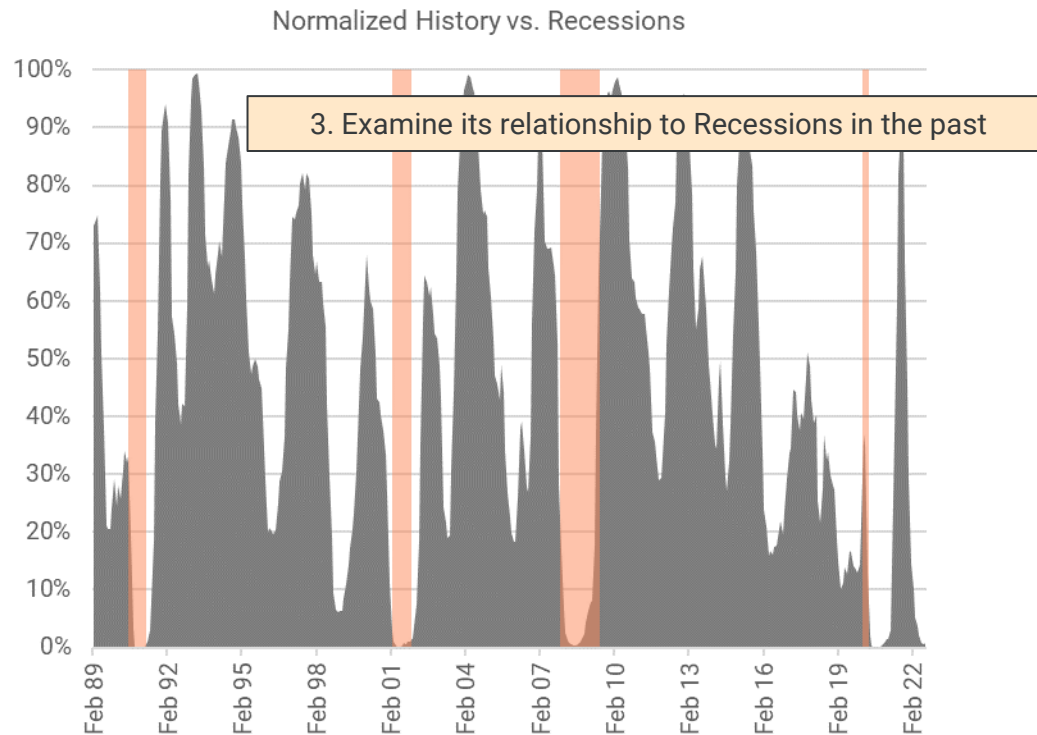 Normalized History vs. Recessions
100%
3. Examine its relationship to Recessions in the past
90%
80%
70%
60%
50%
40%
30%
20%
10%
0%
Feb 89
Feb 92
Feb 95
Feb 98
Feb 01
Feb 04
Feb 07
Feb 10
Feb 13
Feb 16
Feb 19
Feb 22